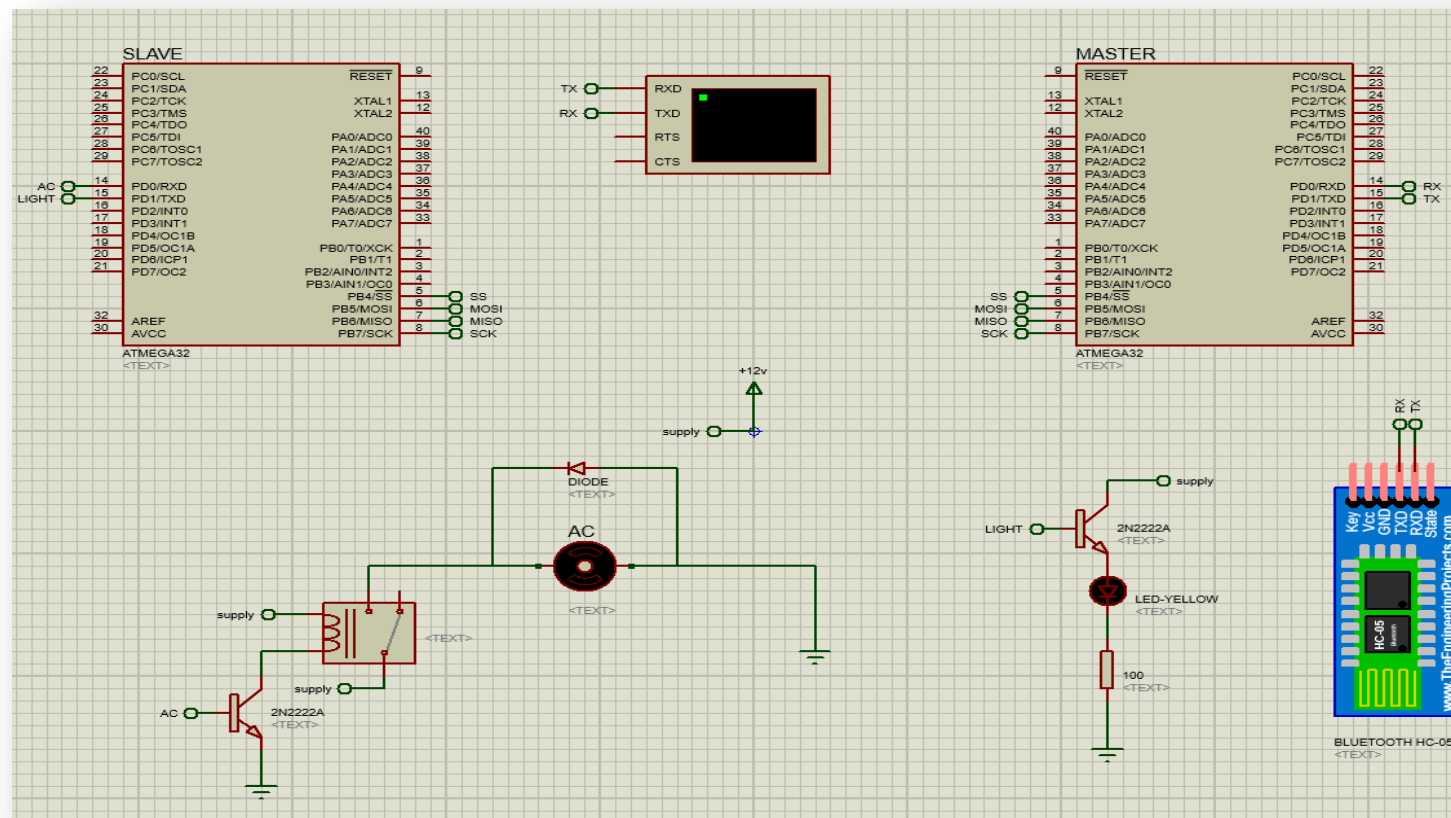 SLAVE
22 PC0/SCL
23 PC1/SDA
24 PC2/TCK
25 PC3/TMS
26 PC4/TDO
27 PC5/TDI
28 PC6/TOSC1
29 PC7/TOSC2
AC 14 PD0/RXD
LIGHT 15 PD1/TXD
16 PD2/INT0
17 PD3/INT1
18 PD4/OC1B
19 PD5/OC1A
20 PD6/ICP1
21 PD7/OC2
32 AREF
30 AVCC
RESET 9
XTAL1 13
XTAL2 12
PA0/ADC0 40
PA1/ADC1 39
PA2/ADC2 38
PA3/ADC3 37
PA4/ADC4 36
PA5/ADC5 35
PA6/ADC6 34
PA7/ADC7 33
PB0/T0/XCK 1
PB1/T1 2
PB2/AIN0/INT2 3
PB3/AIN1/OC0 4
PB4/SS 5 SS
PB5/MOSI 6 MOSI
PB6/MISO 7 MISO
PB7/SCK 8 SCK
ATMEGA32
<TEXT>
TX RXD
RX TXD
RTS
CTS
MASTER
9 RESET
13 XTAL1
12 XTAL2
40 PA0/ADC0
39 PA1/ADC1
38 PA2/ADC2
37 PA3/ADC3
36 PA4/ADC4
35 PA5/ADC5
34 PA6/ADC6
33 PA7/ADC7
1 PB0/T0/XCK
2 PB1/T1
3 PB2/AIN0/INT2
4 PB3/AIN1/OC0
SS 5 PB4/SS
MOSI 6 PB5/MOSI
MISO 7 PB6/MISO
SCK 8 PB7/SCK
PC0/SCL 22
PC1/SDA 23
PC2/TCK 24
PC3/TMS 25
PC4/TDO 26
PC5/TDI 27
PC6/TOSC1 28
PC7/TOSC2 29
PD0/RXD 14 RX
PD1/TXD 15 TX
PD2/INT0 16
PD3/INT1 17
PD4/OC1B 18
PD5/OC1A 19
PD6/ICP1 20
PD7/OC2 21
AREF 32
AVCC 30
ATMEGA32
<TEXT>
+12v
supply
DIODE
<TEXT>
AC
<TEXT>
supply
<TEXT>
supply
AC
2N2222A
<TEXT>
supply
LIGHT
2N2222A
<TEXT>
LED-YELLOW
<TEXT>
100
<TEXT>
RX
TX
Key
Vcc
GND
TXD
RXD
State
HC-05
Bluetooth
www.TheEngineeringProjects.com
BLUETOOTH HC-05
<TEXT>